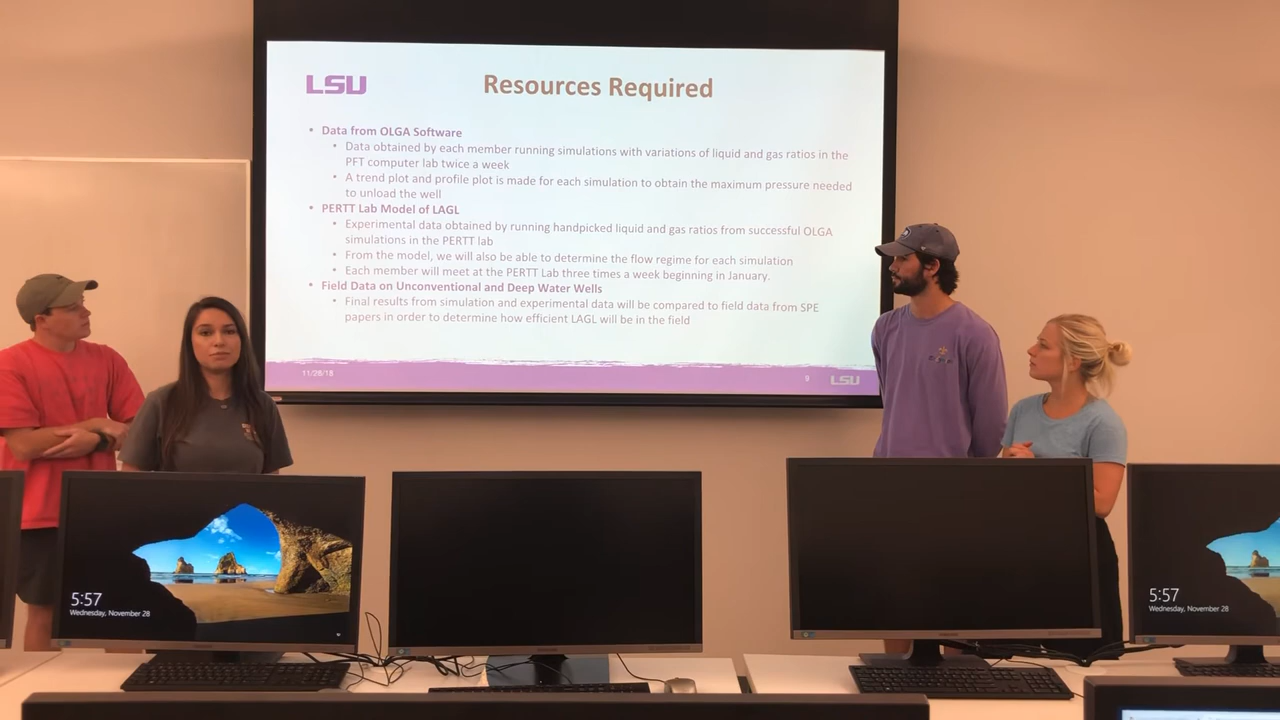 LSU
Resources Required
• Data from OLGA Software
• Data obtained by each member running simulations with variations of liquid and gas ratios in the
PFT computer lab twice a week
• A trend plot and profile plot is made for each simulation to obtain the maximum pressure needed
to unload the well
• PERTT Lab Model of LAGL
• Experimental data obtained by running handpicked liquid and gas ratios from successful OLGA
simulations in the PERTT lab
• From the model, we will also be able to determine the flow regime for each simulation
• Each member will meet at the PERTT Lab three times a week beginning in January.
• Field Data on Unconventional and Deep Water Wells
• Final results from simulation and experimental data will be compared to field data from SPE
papers in order to determine how efficient LAGL will be in the field
11/28/18
9
LSU
5:57
Wednesday, November 28
5:57
Wednesday, November 28